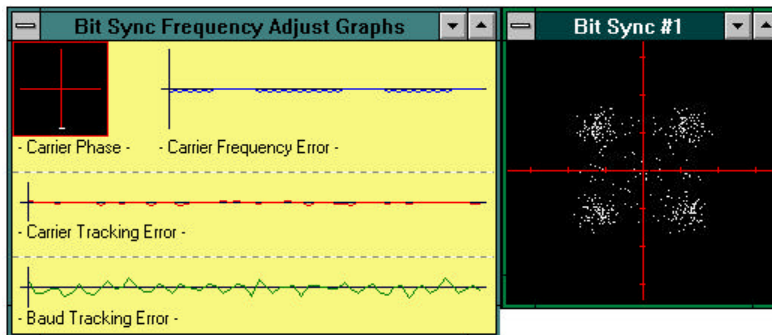 Bit Sync Frequency Adjust Graphs
Bit Sync #1
- Carrier Phase -
- Carrier Frequency Error -
- Carrier Tracking Error -
- Baud Tracking Error -